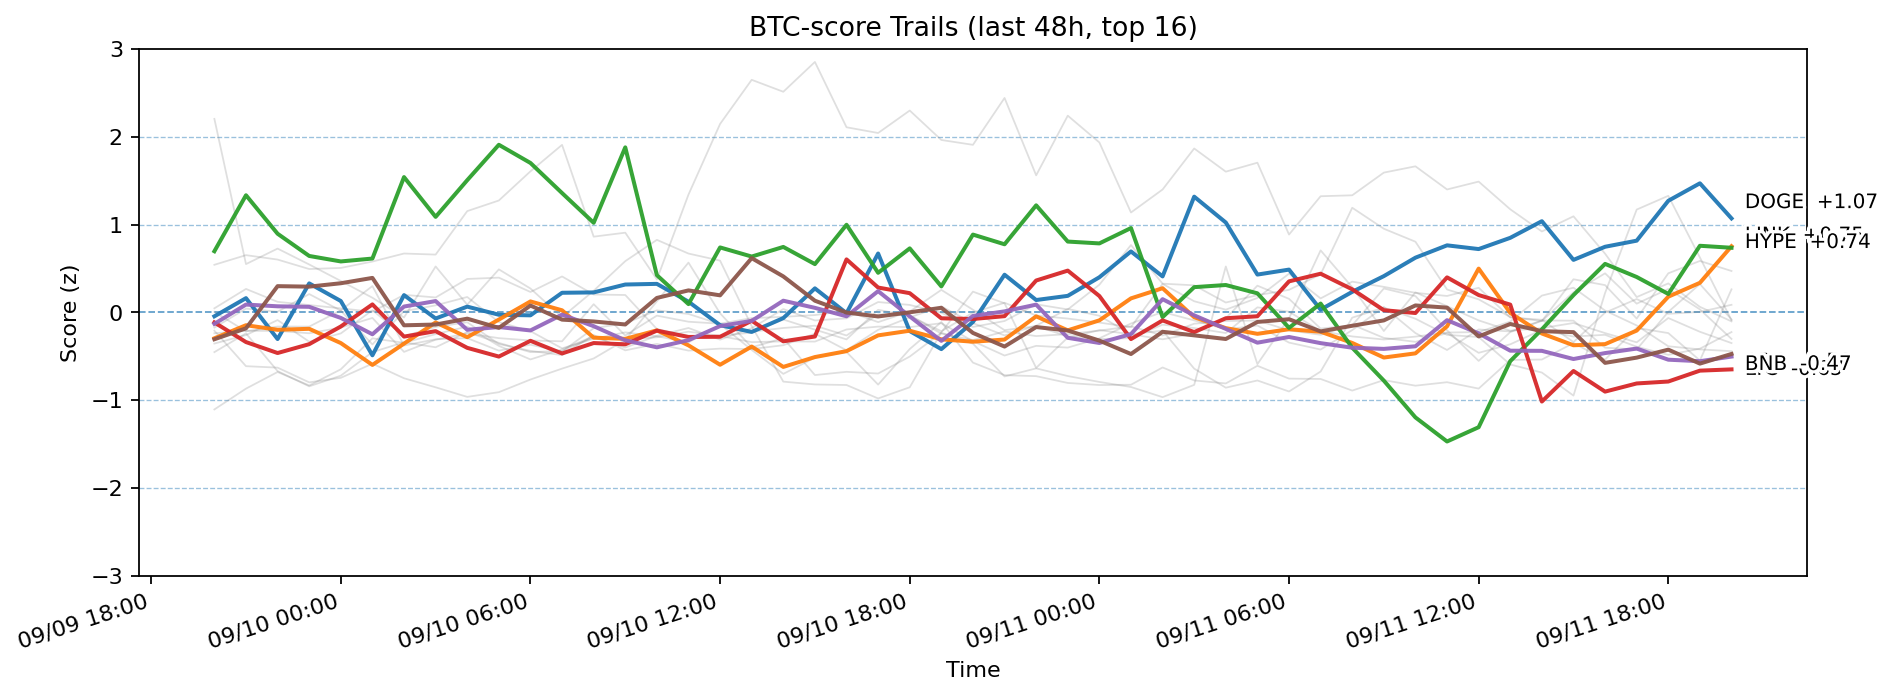 BTC-score Trails (last 48h, top 16)
Score (z)
3
2
1
0
−1
−2
−3
DOGE +1.07
HYPE +0.74
BNB -0.47
09/09 18:00
09/10 00:00
09/10 06:00
09/10 12:00
09/10 18:00
09/11 00:00
09/11 06:00
09/11 12:00
09/11 18:00
Time